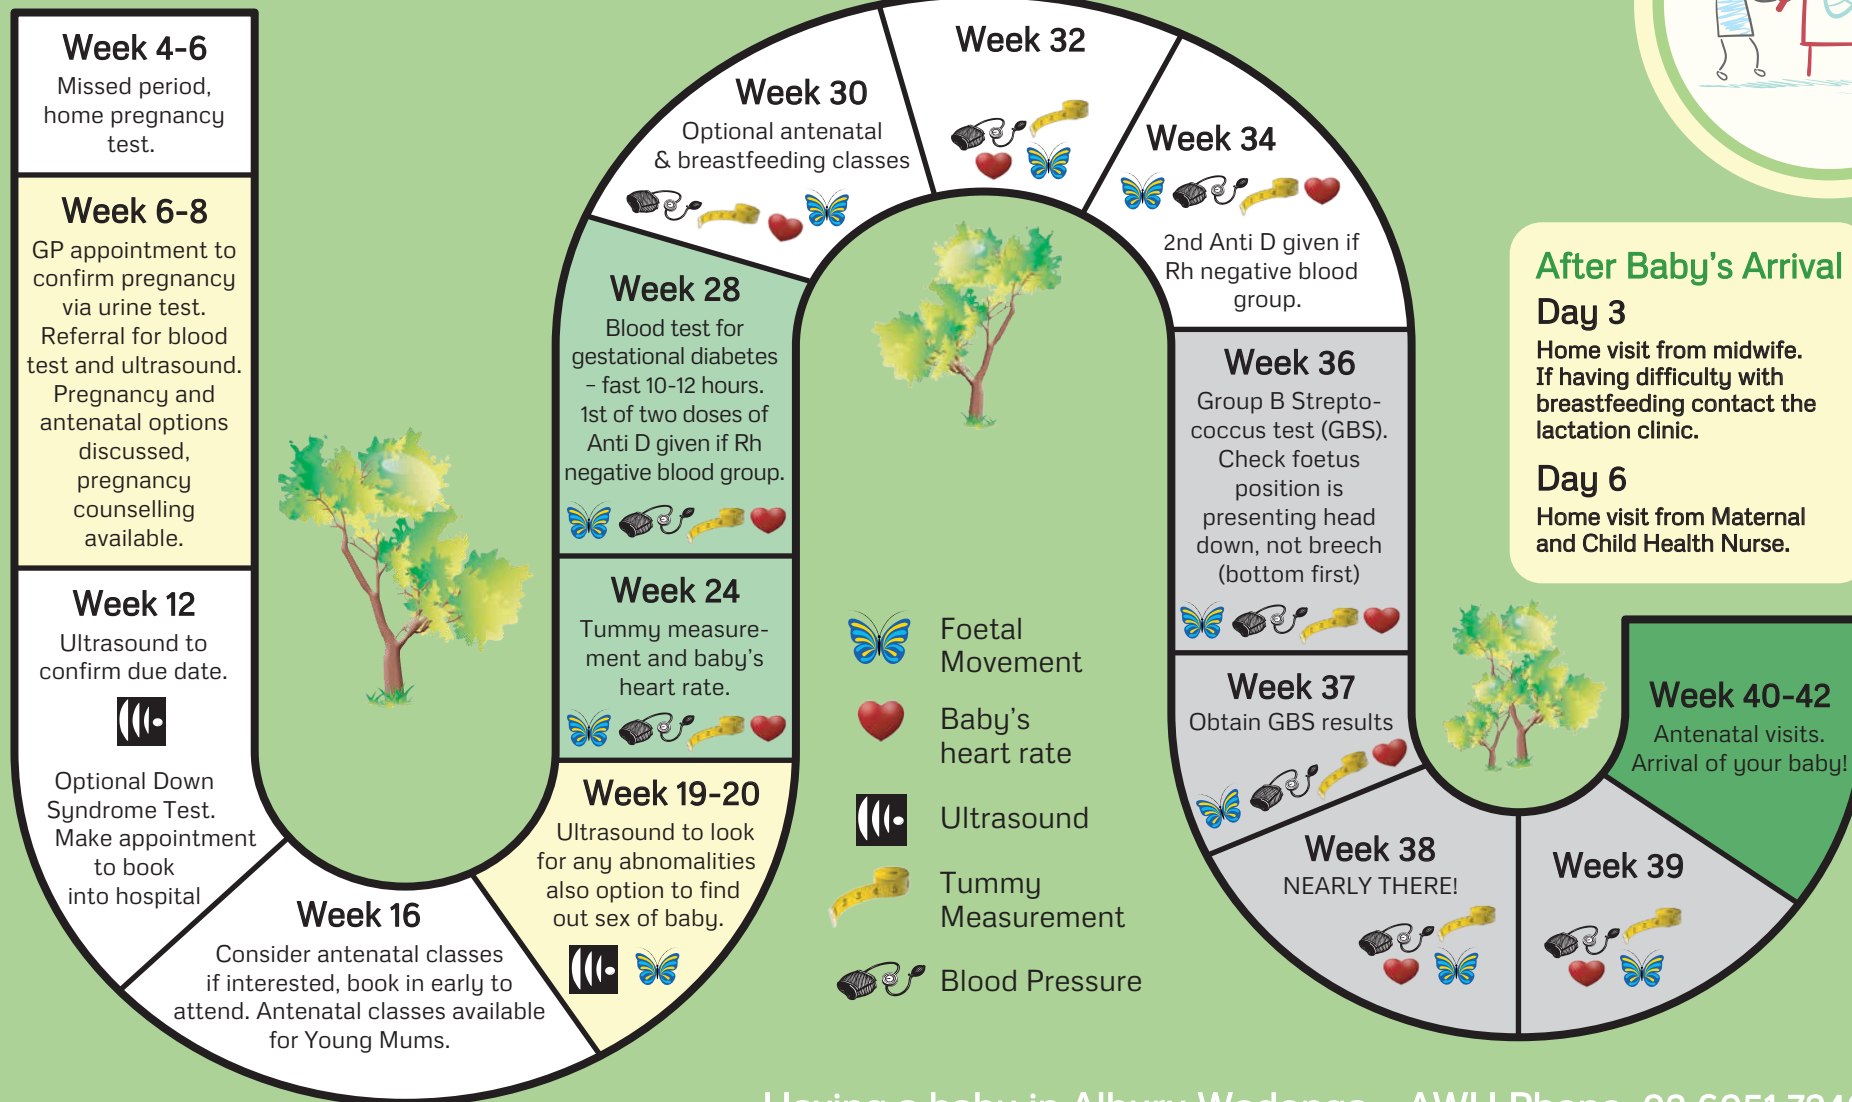 Week 4-6
Missed period,
home pregnancy
test.
Week 6-8
GP appointment to
confirm pregnancy
via urine test.
Referral for blood
test and ultrasound.
Pregnancy and
antenatal options
discussed,
pregnancy
counselling
available.
Week 12
Ultrasound to
confirm due date.
Optional Down
Syndrome Test.
Make appointment
to book
into hospital
Week 16
Consider antenatal classes
if interested, book in early to
attend. Antenatal classes available
for Young Mums.
Week 19-20
Ultrasound to look
for any abnomalities
also option to find
out sex of baby.
Week 24
Tummy measure-
ment and baby's
heart rate.
Week 28
Blood test for
gestational diabetes
– fast 10-12 hours.
1st of two doses of
Anti D given if Rh
negative blood group.
Week 30
Optional antenatal
& breastfeeding classes
Week 32
Week 34
2nd Anti D given if
Rh negative blood
group.
Week 36
Group B Strepto-
coccus test (GBS).
Check foetus
position is
presenting head
down, not breech
(bottom first)
Week 37
Obtain GBS results
Week 38
NEARLY THERE!
Week 39
Week 40-42
Antenatal visits.
Arrival of your baby!
Foetal
Movement
Baby's
heart rate
Ultrasound
Tummy
Measurement
Blood Pressure
After Baby's Arrival
Day 3
Home visit from midwife.
If having difficulty with
breastfeeding contact the
lactation clinic.
Day 6
Home visit from Maternal
and Child Health Nurse.
Having a baby in Albury Wodonga – AWH Phone